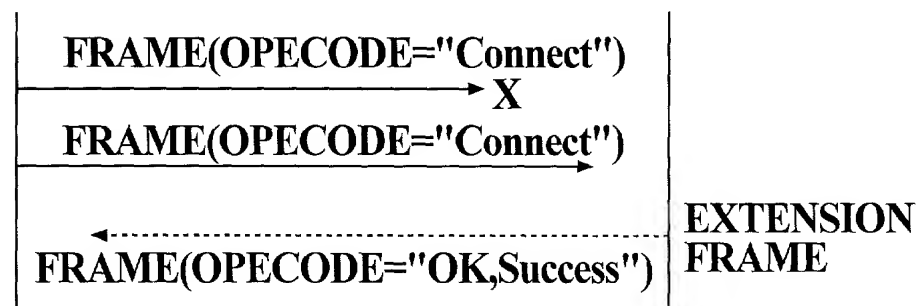 FRAME(OPECODE="Connect")
X
FRAME(OPECODE="Connect")
EXTENSION
FRAME
FRAME(OPECODE="OK,Success")